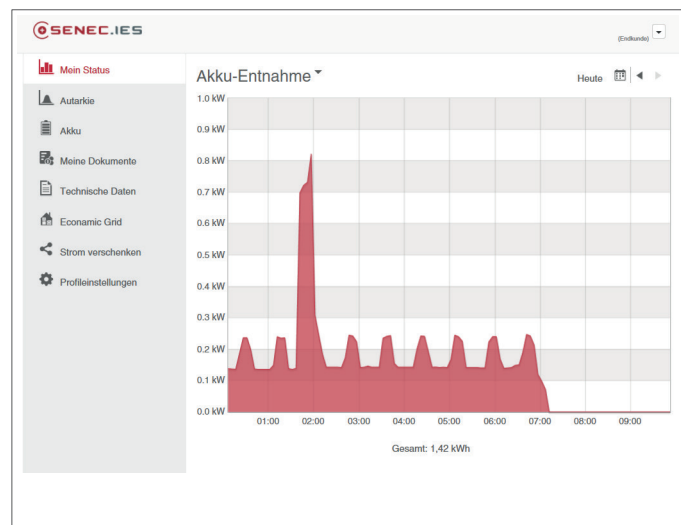 SENEC.IES
(Endkunde)
Mein Status
Autarkie
Akku
Meine Dokumente
Technische Daten
Econamic Grid
Strom verschenken
Profileinstellungen
Akku-Entnahme
Heute
1.0 kW
0.9 kW
0.8 kW
0.7 kW
0.6 kW
0.5 kW
0.4 kW
0.3 kW
0.2 kW
0.1 kW
0.0 kW
01:00 02:00 03:00 04:00 05:00 06:00 07:00 08:00 09:00
Gesamt: 1,42 kWh